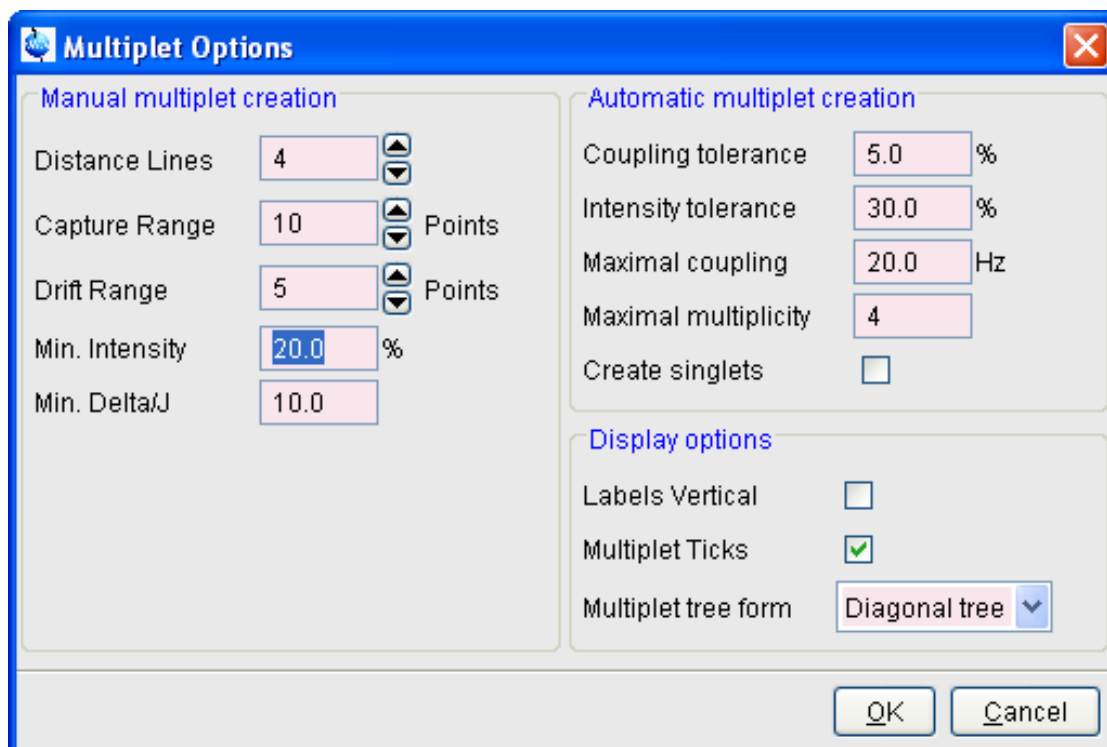 Multiplet Options
Manual multiplet creation
Distance Lines 4
Capture Range 10 Points
Drift Range 5 Points
Min. Intensity 20.0 %
Min. Delta/J 10.0
Automatic multiplet creation
Coupling tolerance 5.0 %
Intensity tolerance 30.0 %
Maximal coupling 20.0 Hz
Maximal multiplicity 4
Create singlets
Display options
Labels Vertical
Multiplet Ticks
Multiplet tree form Diagonal tree
OK Cancel